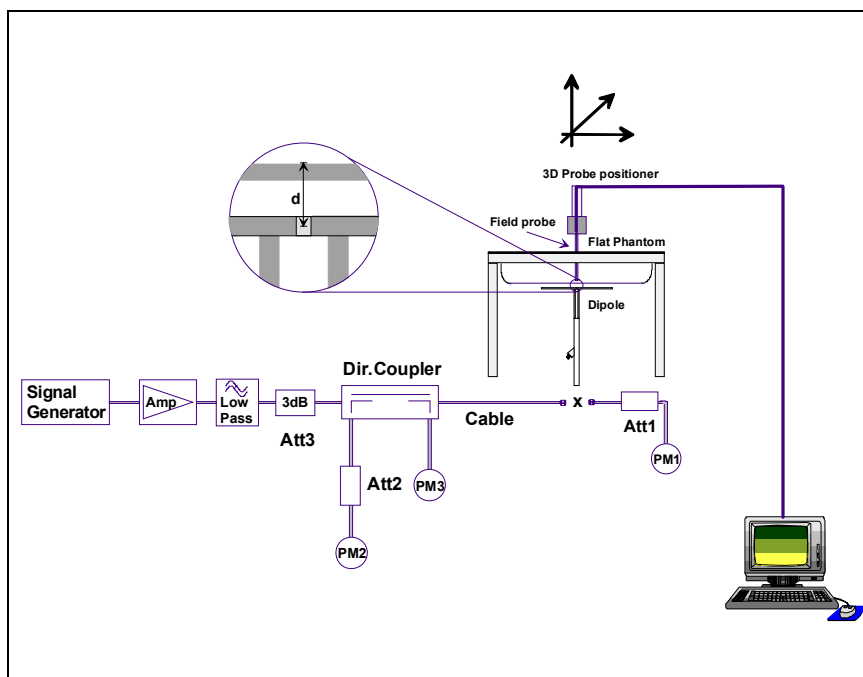 3D Probe positioner
d
Field probe
Flat Phantom
Dipole
Dir.Coupler
Signal
Generator
Amp
Low
Pass
3dB
Cable
x
Att1
Att3
PM1
Att2
PM3
PM2